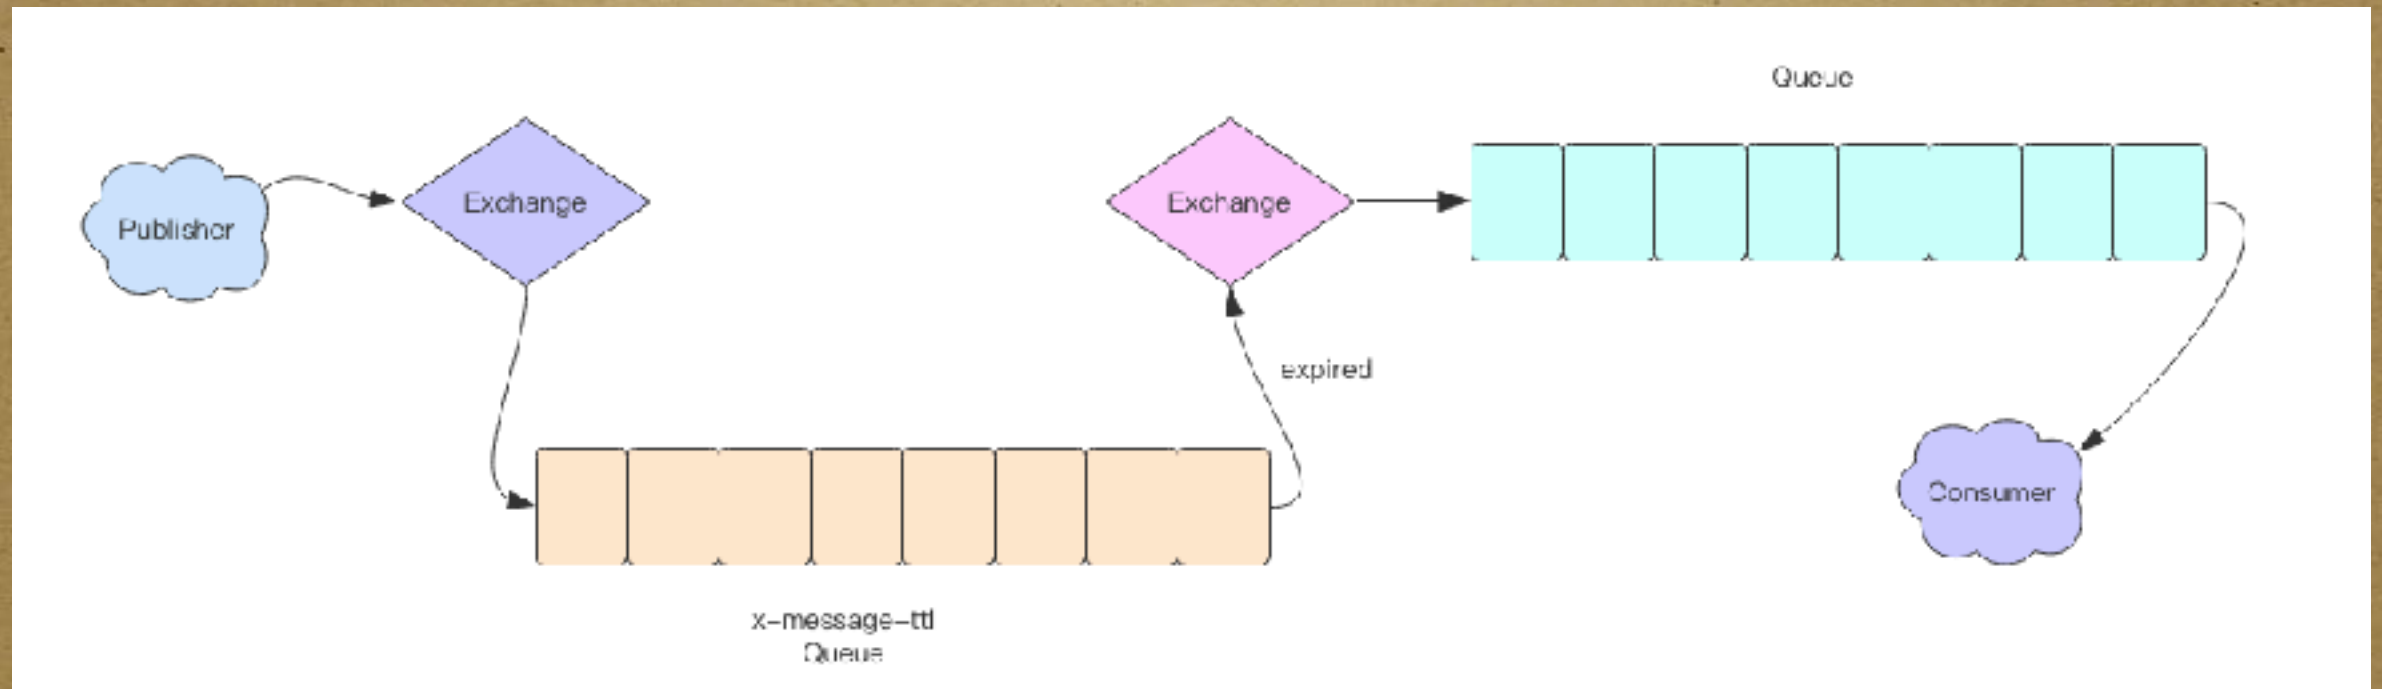 Queue
Publisher
Exchange
Exchange
expired
Consumer
x-message-ttl
Queue